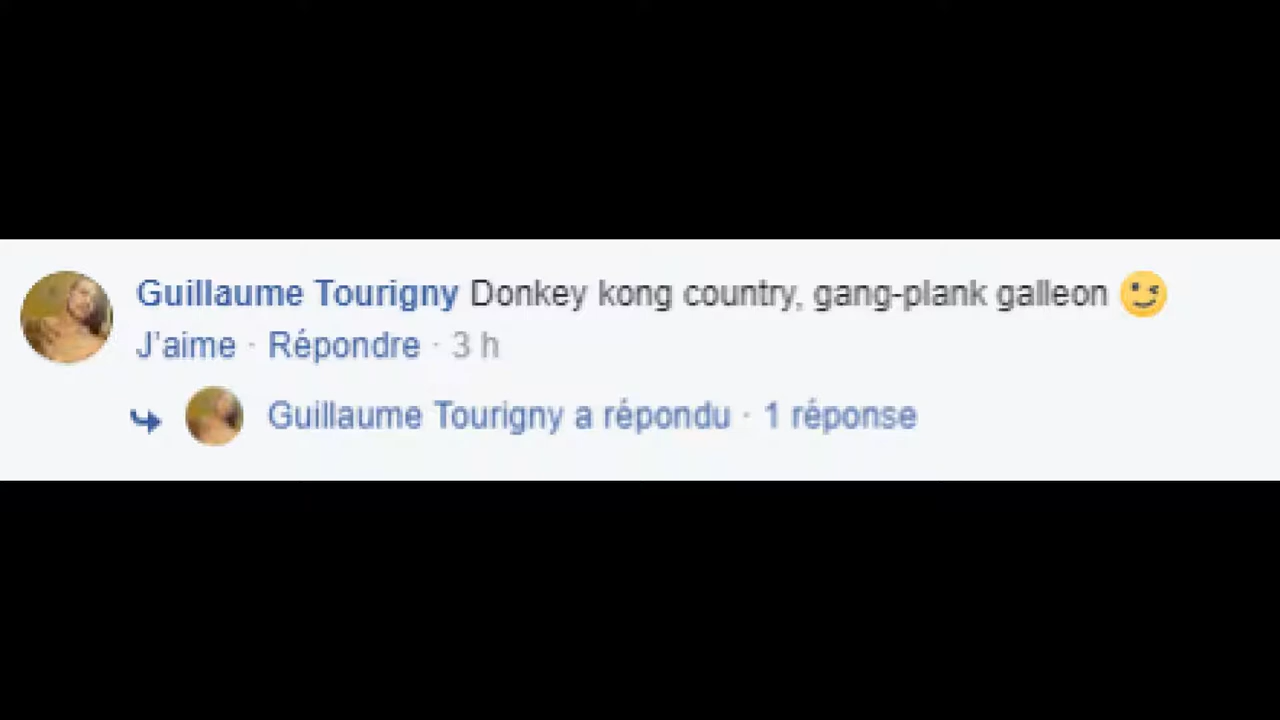 Guillaume Tourigny Donkey kong country, gang-plank galleon 😉
J'aime · Répondre · 3 h
Guillaume Tourigny a répondu · 1 réponse